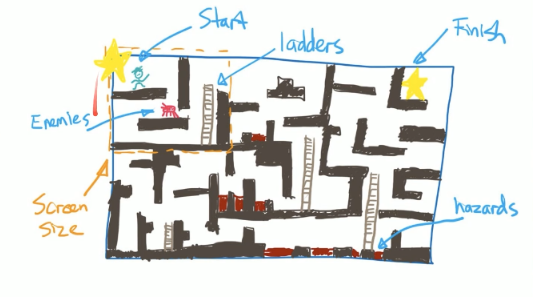 Start
Finish
ladders
Enemies
Screen
size
hazards